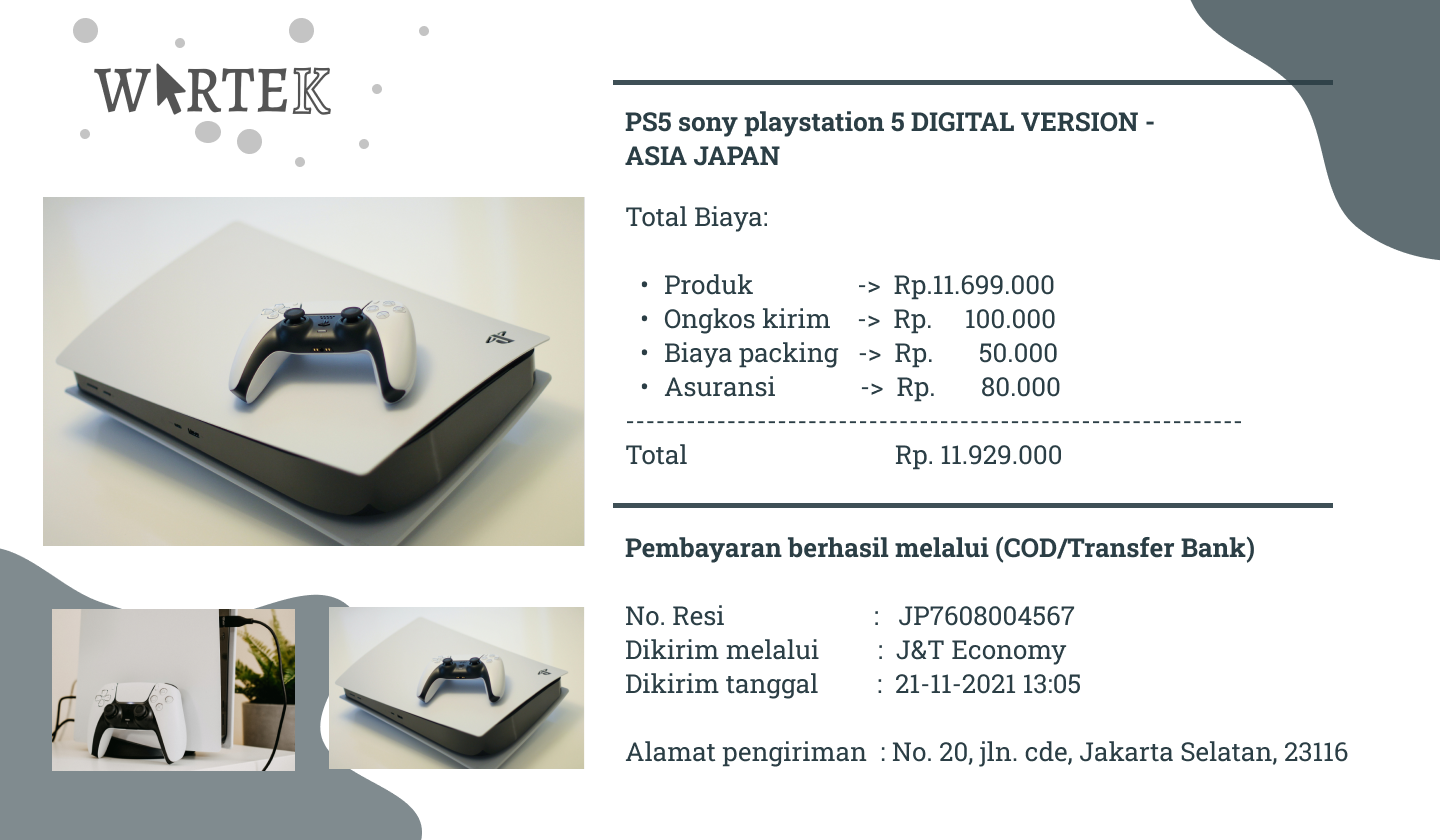 WARTEK
PS5 sony playstation 5 DIGITAL VERSION -
ASIA JAPAN
Total Biaya:
• Produk -> Rp.11.699.000
• Ongkos kirim -> Rp. 100.000
• Biaya packing -> Rp. 50.000
• Asuransi -> Rp. 80.000
-------------------------------------------------------------
Total Rp. 11.929.000
Pembayaran berhasil melalui (COD/Transfer Bank)
No. Resi : JP7608004567
Dikirim melalui : J&T Economy
Dikirim tanggal : 21-11-2021 13:05
Alamat pengiriman : No. 20, jln. cde, Jakarta Selatan, 23116